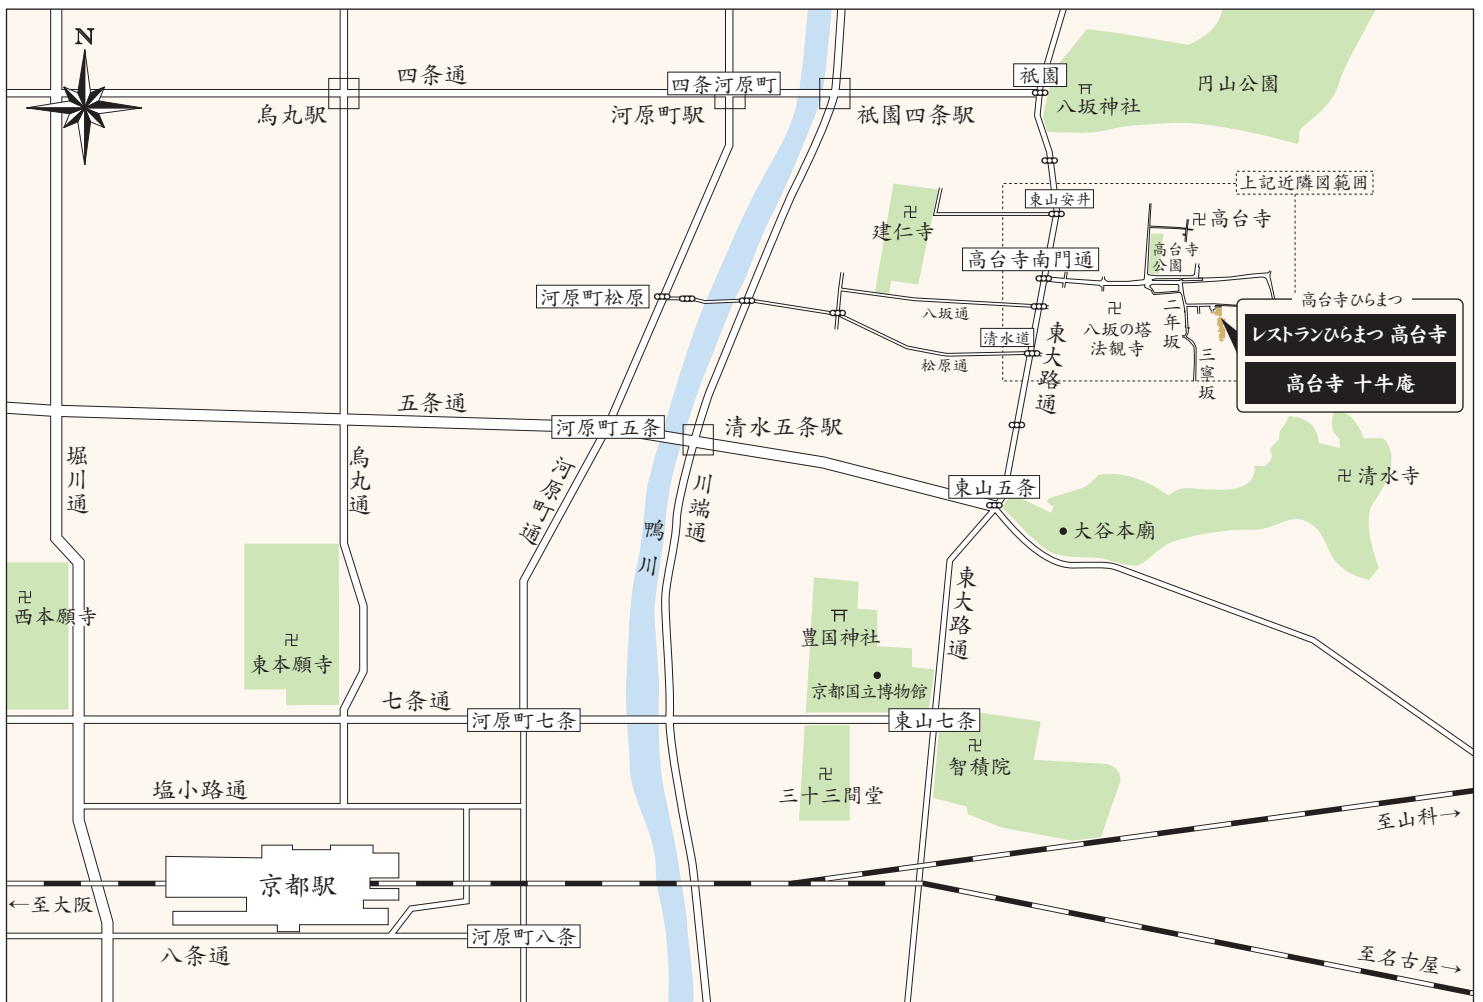 N
四条通
四条河原町
祇園
円山公園
八坂神社
烏丸駅
河原町駅
祇園四条駅
上記近隣図範囲
東山安井
卍高台寺
卍
建仁寺
高台寺
公園
高台寺南門通
河原町松原
八坂通
卍
八坂の塔
法観寺
二年坂
三寧坂
清水道
松原通
東大路通
高台寺ひらまつ
レストランひらまつ 高台寺
高台寺 十牛庵
五条通
河原町五条
清水五条駅
堀川通
烏丸通
河原町通
川端通
鴨川
東山五条
卍清水寺
大谷本廟
卍
西本願寺
卍
東本願寺
豊国神社
京都国立博物館
東大路通
七条通
河原町七条
東山七条
卍
智積院
卍
三十三間堂
塩小路通
京都駅
←至大阪
至山科→
八条通
河原町八条
至名古屋→